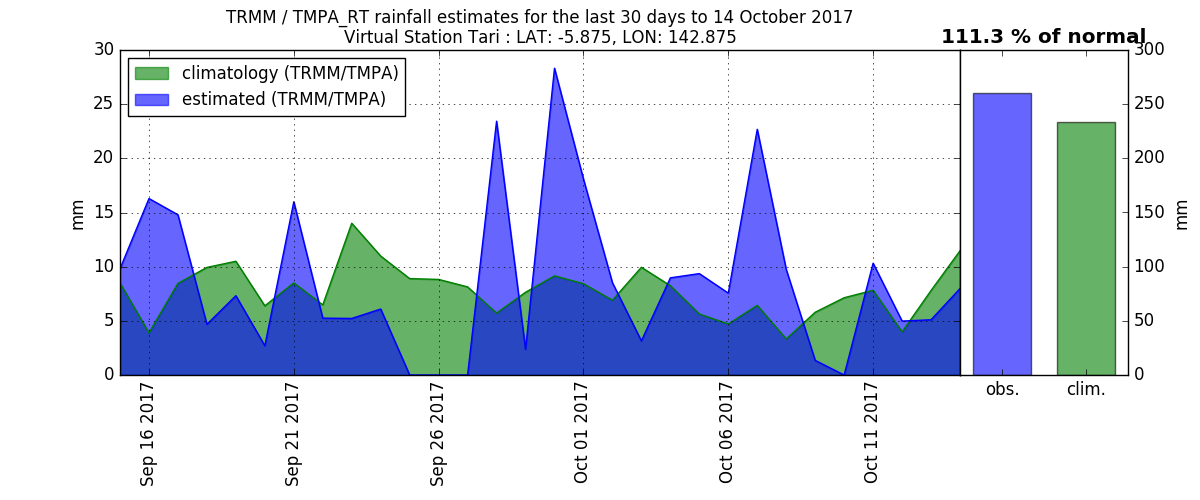 TRMM / TMPA_RT rainfall estimates for the last 30 days to 14 October 2017
Virtual Station Tari : LAT: -5.875, LON: 142.875
111.3 % of normal
climatology (TRMM/TMPA)
estimated (TRMM/TMPA)
30
25
20
15
10
5
0
mm
300
250
200
150
100
50
0
mm
Sep 16 2017
Sep 21 2017
Sep 26 2017
Oct 01 2017
Oct 06 2017
Oct 11 2017
obs.
clim.